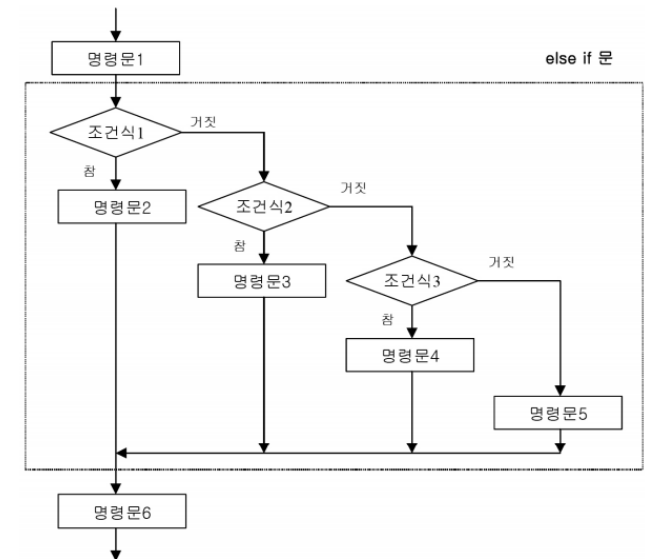 명령문1
else if 문
조건식1
거짓
참
명령문2
조건식2
거짓
참
명령문3
조건식3
거짓
참
명령문4
명령문5
명령문6